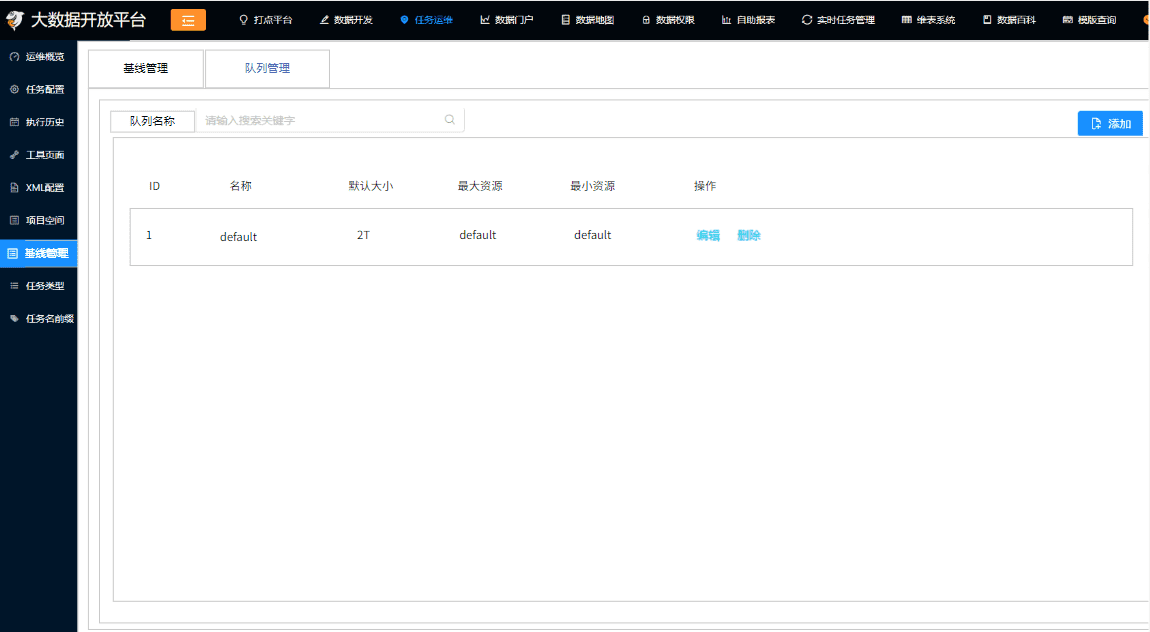 大数据开放平台
打点平台 数据开发 任务运维 数据门户 数据地图 数据权限 自助报表 实时任务管理 维表系统 数据百科 模版查询
运维概览
任务配置
执行历史
工具页面
XML配置
项目空间
基线管理
任务类型
任务名前缀
基线管理 队列管理
队列名称 请输入搜索关键字 添加
ID 名称 默认大小 最大资源 最小资源 操作
1 default 2T default default 编辑 删除